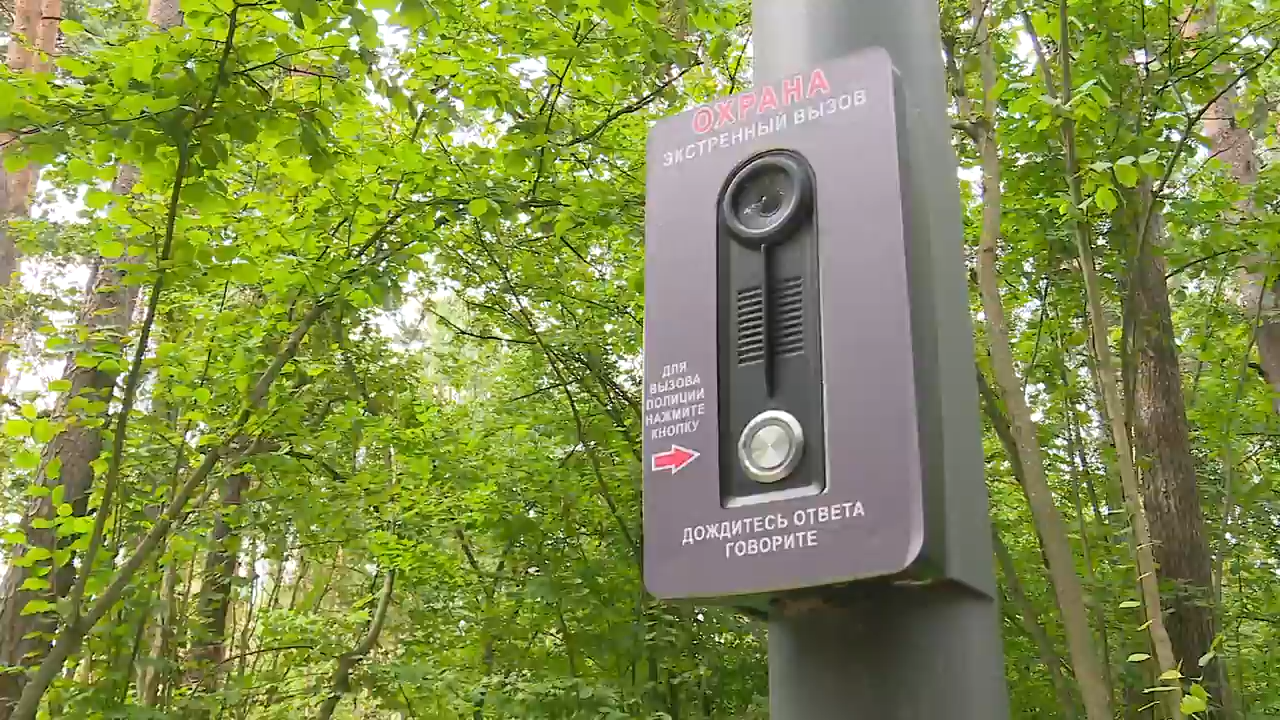 ОХРАНА
ЭКСТРЕННЫЙ ВЫЗОВ
ДЛЯ
ВЫЗОВА
ПОЛИЦИИ
НАЖМИТЕ
КНОПКУ
ДОЖДИТЕСЬ ОТВЕТА
ГОВОРИТЕ